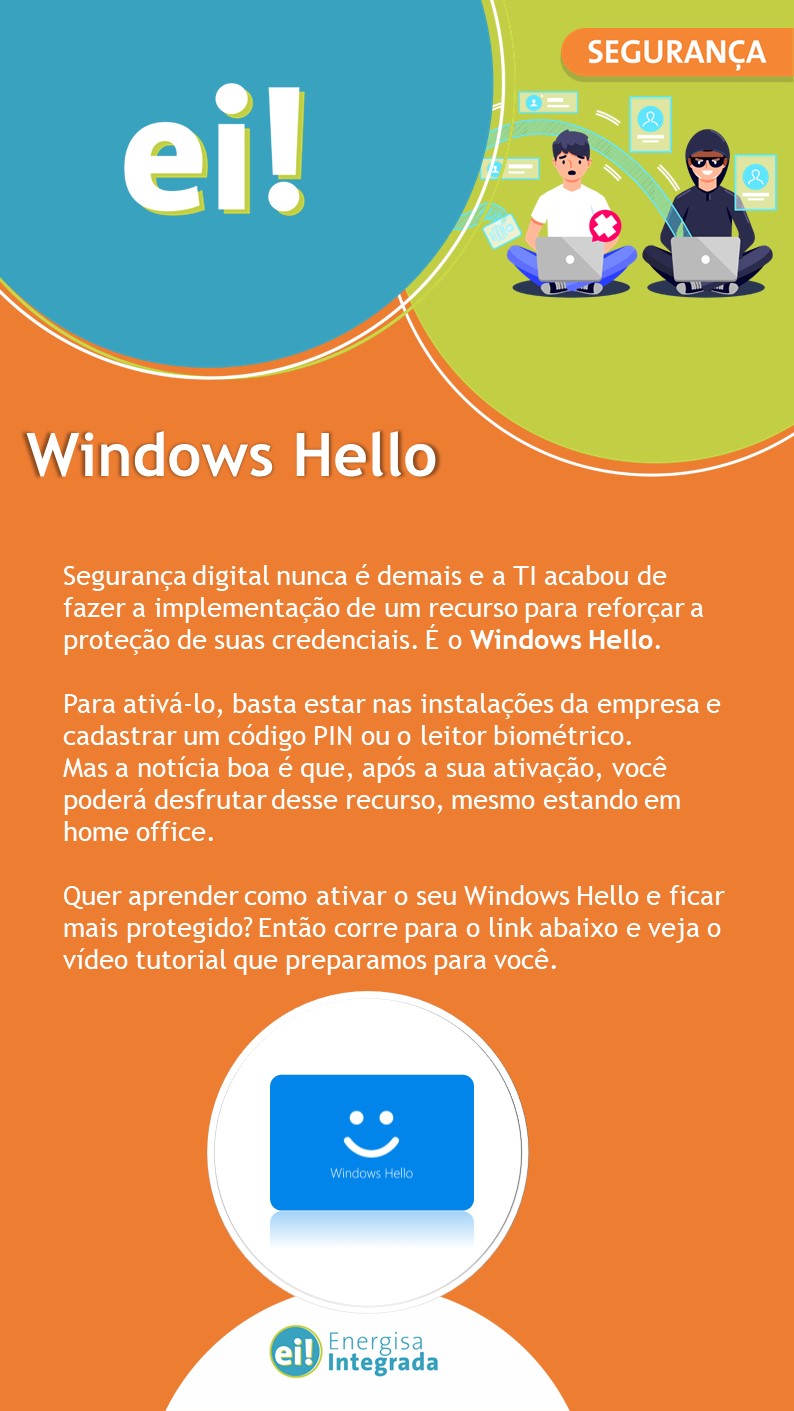 ei!
SEGURANÇA
Windows Hello
Segurança digital nunca é demais e a TI acabou de
fazer a implementação de um recurso para reforçar a
proteção de suas credenciais. É o Windows Hello.
Para ativá-lo, basta estar nas instalações da empresa e
cadastrar um código PIN ou o leitor biométrico.
Mas a notícia boa é que, após a sua ativação, você
poderá desfrutar desse recurso, mesmo estando em
home office.
Quer aprender como ativar o seu Windows Hello e ficar
mais protegido? Então corre para o link abaixo e veja o
vídeo tutorial que preparamos para você.
Windows Hello
ei! Energisa
Integrada